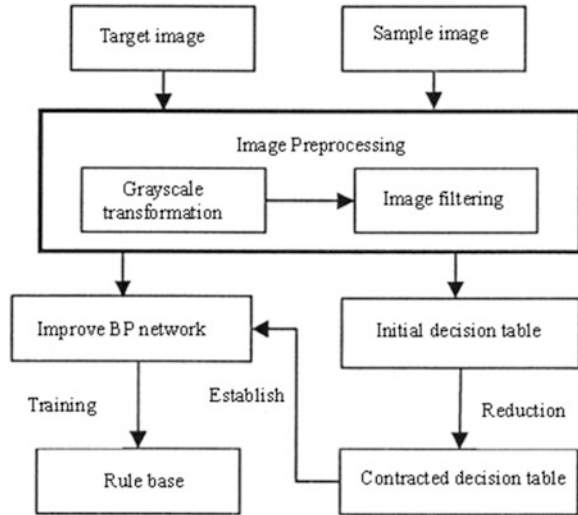 Target image
Sample image
Image Preprocessing
Grayscale
transformation
Image filtering
Improve BP network
Initial decision table
Training
Establish
Reduction
Rule base
Contracted decision table